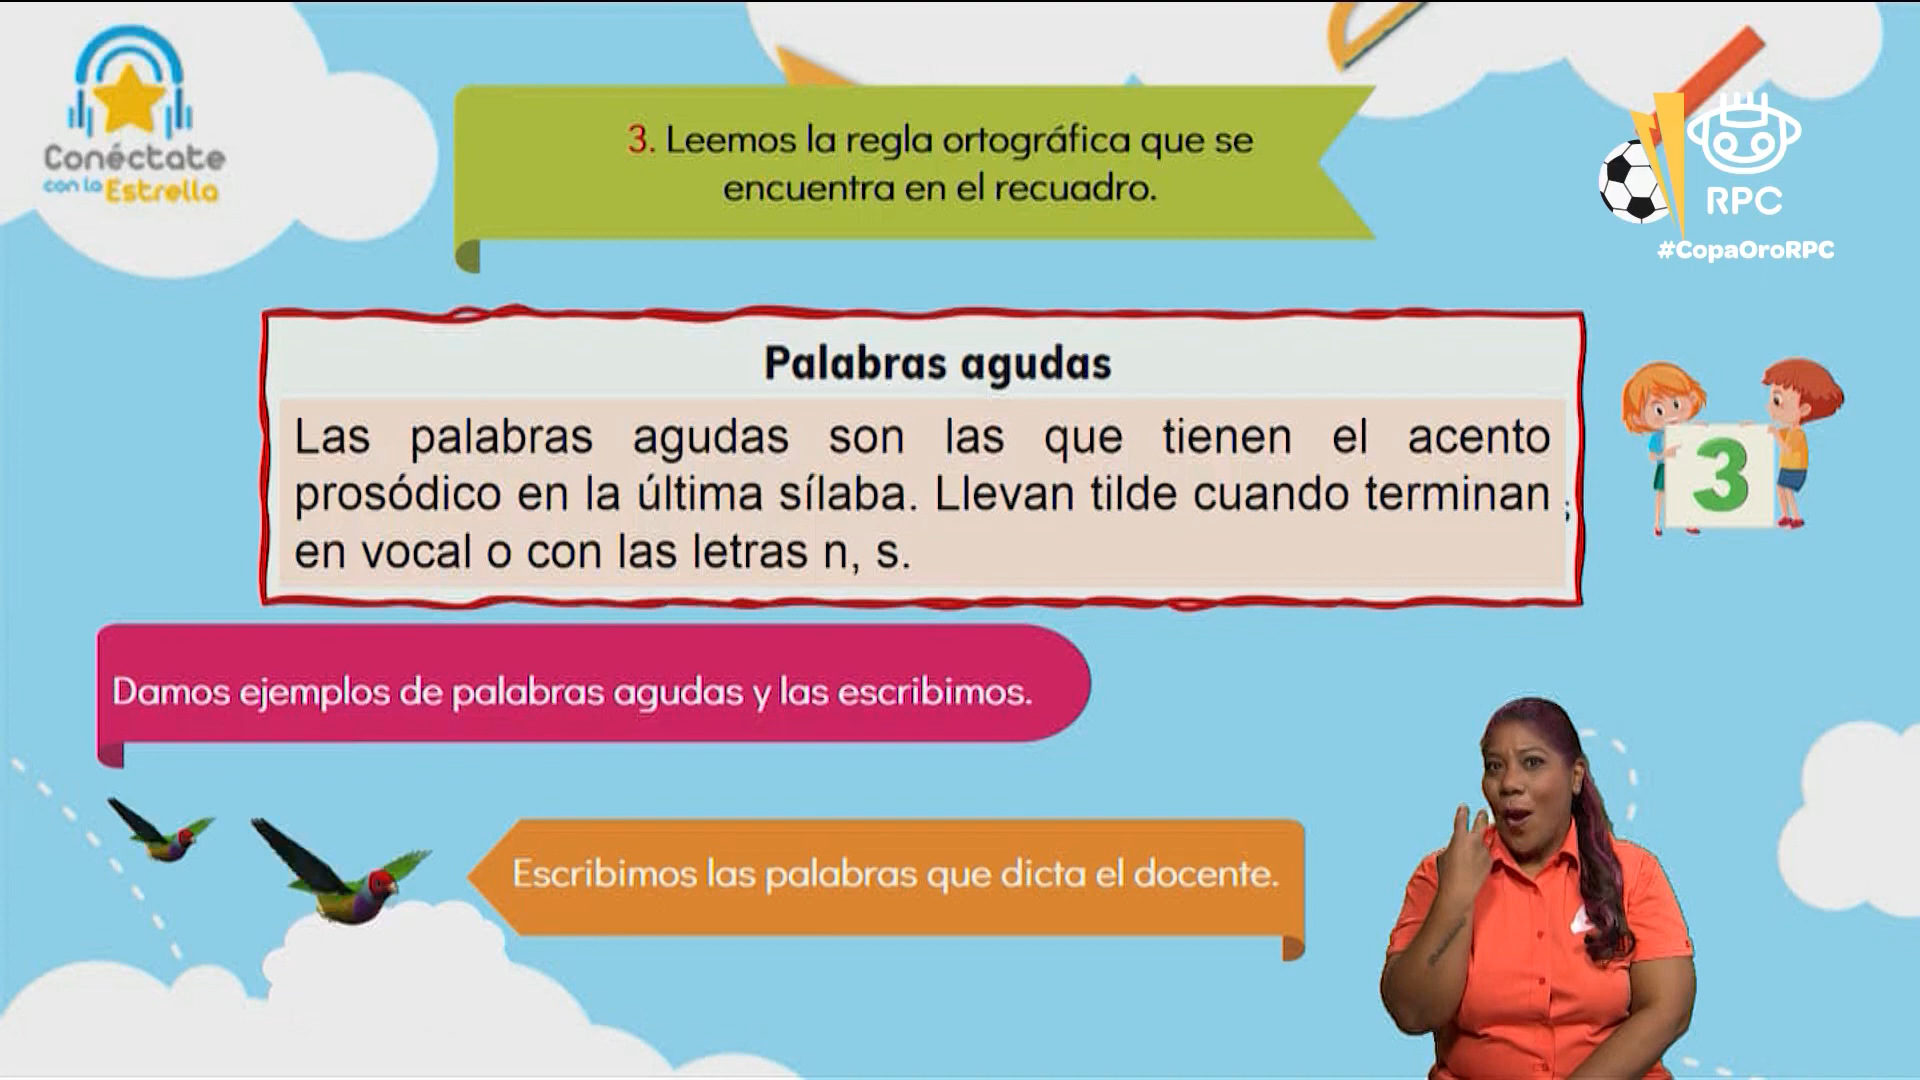 Conéctate
con la Estrella
3. Leemos la regla ortográfica que se
encuentra en el recuadro.
RPC
#CopaOroRPC
Palabras agudas
Las palabras agudas son las que tienen el acento
prosódico en la última sílaba. Llevan tilde cuando terminan
en vocal o con las letras n, s.
3
Damos ejemplos de palabras agudas y las escribimos.
Escribimos las palabras que dicta el docente.